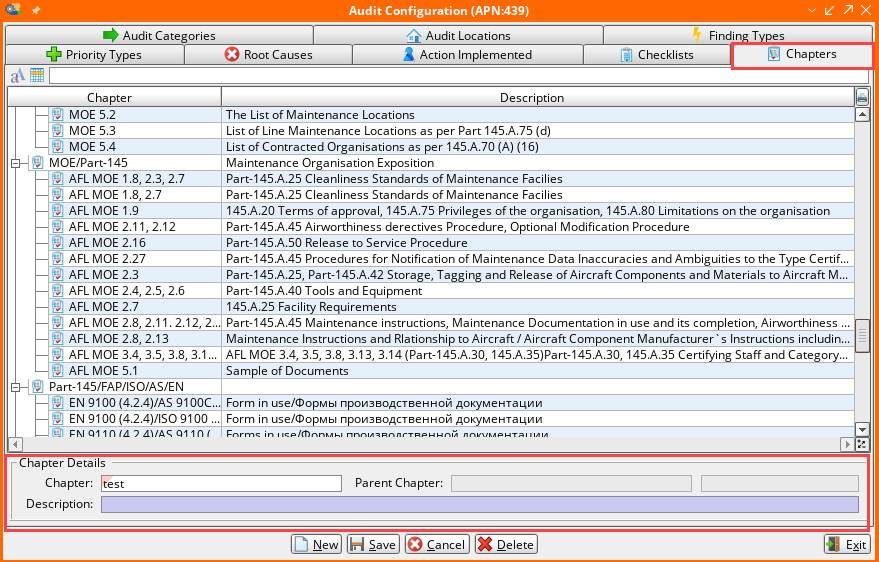 Audit Configuration (APN:439)
Audit Categories Audit Locations Finding Types
Priority Types Root Causes Action Implemented Checklists Chapters
Chapter Description
MOE 5.2 The List of Maintenance Locations
MOE 5.3 List of Line Maintenance Locations as per Part 145.A.75 (d)
MOE 5.4 List of Contracted Organisations as per 145.A.70 (A) (16)
MOE/Part-145 Maintenance Organisation Exposition
AFL MOE 1.8, 2.3, 2.7 Part-145.A.25 Cleanliness Standards of Maintenance Facilies
AFL MOE 1.8, 2.7 Part-145.A.25 Cleanliness Standards of Maintenance Facilies
AFL MOE 1.9 145.A.20 Terms of approval, 145.A.75 Privileges of the organisation, 145.A.80 Limitations on the organisation
AFL MOE 2.11, 2.12 Part-145.A.45 Airworthiness derectives Procedure, Optional Modification Procedure
AFL MOE 2.16 Part-145.A.50 Release to Service Procedure
AFL MOE 2.27 Part-145.A.45 Procedures for Notification of Maintenance Data Inaccuracies and Ambiguities to the Type Certif...
AFL MOE 2.3 Part-145.A.25, Part-145.A.42 Storage, Tagging and Release of Aircraft Components and Materials to Aircraft M...
AFL MOE 2.4, 2.5, 2.6 Part-145.A.40 Tools and Equipment
AFL MOE 2.7 145.A.25 Facility Requirements
AFL MOE 2.8, 2.11. 2.12, 2... Part-145.A.45 Maintenance instructions, Maintenance Documentation in use and its completion, Airworthiness ...
AFL MOE 2.8, 2.13 Maintenance Instructions and Rlationship to Aircraft / Aircraft Component Manufacturer`s Instructions includin...
AFL MOE 3.4, 3.5, 3.8, 3.1... AFL MOE 3.4, 3.5, 3.8, 3.13, 3.14 (Part-145.A.30, 145.A.35)Part-145.A.30, 145.A.35 Certifying Staff and Category...
AFL MOE 5.1 Sample of Documents
Part-145/FAP/ISO/AS/EN
EN 9100 (4.2.4)/AS 9100C... Form in use/Формы производственной документации
EN 9100 (4.2.4)/ISO 9100 ... Form in use/Формы производственной документации
EN 9110 (4.2.4)/AS 9110 (... Forms in use/Формы производственной документации
Chapter Details
Chapter: test Parent Chapter:
Description:
New Save Cancel Delete Exit